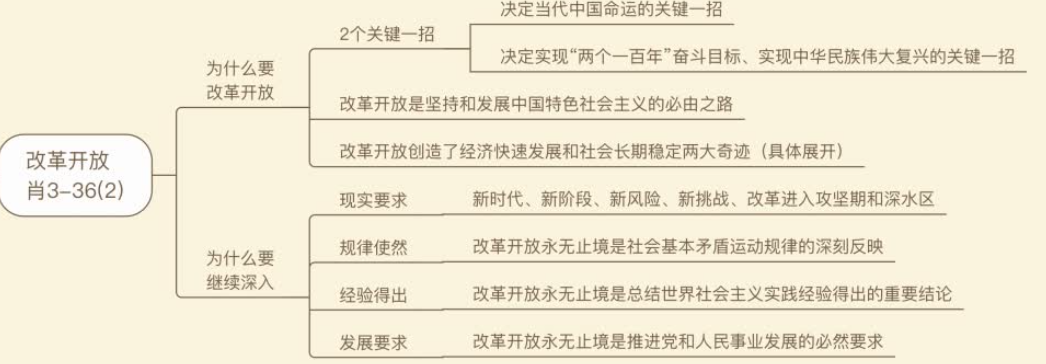 改革开放
肖3-36(2)
为什么要
改革开放
2个关键一招
决定当代中国命运的关键一招
决定实现“两个一百年”奋斗目标、实现中华民族伟大复兴的关键一招
改革开放是坚持和发展中国特色社会主义的必由之路
改革开放创造了经济快速发展和社会长期稳定两大奇迹（具体展开）
为什么要
继续深入
现实要求
新时代、新阶段、新风险、新挑战、改革进入攻坚期和深水区
规律使然
改革开放永无止境是社会基本矛盾运动规律的深刻反映
经验得出
改革开放永无止境是总结世界社会主义实践经验得出的重要结论
发展要求
改革开放永无止境是推进党和人民事业发展的必然要求